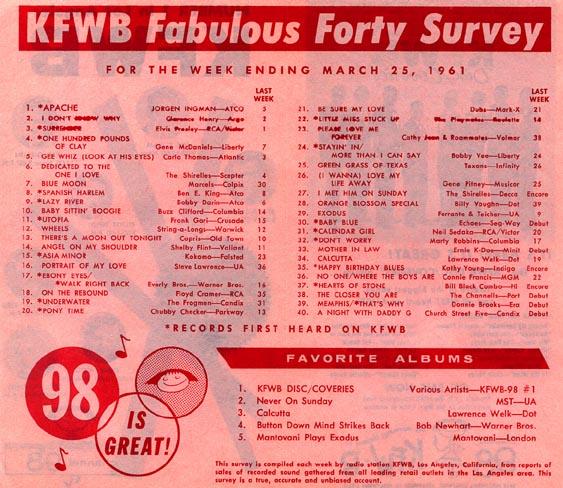 KFWB Fabulous Forty Survey
FOR THE WEEK ENDING MARCH 25, 1961
LAST WEEK
1. *APACHE JORGEN INGMAN—ATCO 5
2. I DON'T KNOW WHY Clarence Henry—Argo 2
3. *SURRENDER Elvis Presley—RCA/Victor 1
4. *ONE HUNDRED POUNDS
OF CLAY Gene McDaniels—Liberty 7
5. GEE WHIZ (LOOK AT HIS EYES) Carla Thomas—Atlantic 3
6. DEDICATED TO THE
ONE I LOVE The Shirelles—Scepter 4
7. BLUE MOON Marcels—Colpix 30
8. *SPANISH HARLEM Ben E. King—Atco 8
9. *LAZY RIVER Bobby Darin—Atco 6
10. BABY SITTIN' BOOGIE Buzz Clifford—Columbia 14
11. *UTOPIA Frank Gari—Crusade 15
12. WHEELS String-a-Longs—Warwick 12
13. THERE'S A MOON OUT TONIGHT Capris—Old Town 10
14. ANGEL ON MY SHOULDER Shelby Flint—Valiant 11
15. *ASIA MINOR Kokomo—Felsted 23
16. PORTRAIT OF MY LOVE Steve Lawrence—UA 36
17. *EBONY EYES/
*WALK RIGHT BACK Everly Bros.—Warner Bros. 16
18. ON THE REBOUND Floyd Cramer—RCA 35
19. *UNDERWATER The Frogmen—Candix 31
20. *PONY TIME Chubby Checker—Parkway 13
LAST WEEK
21. BE SURE MY LOVE Dubs—Mark-X 21
22. *LITTLE MISS STUCK UP The Playmates—Roulette 14
23. PLEASE LOVE ME
FOREVER Cathy Jean & Roommates—Valmor 38
24. *STAYIN' IN/
MORE THAN I CAN SAY Bobby Vee—Liberty 24
25. GREEN GRASS OF TEXAS Texans—Infinity 26
26. (I WANNA) LOVE MY
LIFE AWAY Gene Pitney—Musicor 25
27. I MET HIM ON SUNDAY The Shirelles—Decca Encore
28. ORANGE BLOSSOM SPECIAL Billy Vaughn—Dot 39
29. EXODUS Ferrante & Teicher—UA 9
30. *BABY BLUE Echoes—Seg-Way Debut
31. *CALENDAR GIRL Neil Sedaka—RCA/Victor 20
32. *DON'T WORRY Marty Robbins—Columbia 17
33. MOTHER IN LAW Ernie K-Doe—Minit Debut
34. CALCUTTA Lawrence Welk—Dot 19
35. *HAPPY BIRTHDAY BLUES Kathy Young—Indigo Encore
36. NO ONE/WHERE THE BOYS ARE Connie Francis—MGM 22
37. *HEARTS OF STONE Bill Black Combo—Hi Encore
38. THE CLOSER YOU ARE The Channels—Port Debut
39. MEMPHIS/*THAT'S WHY Donnie Brooks—Era Debut
40. A NIGHT WITH DADDY G Church Street Five—Candix Debut
*RECORDS FIRST HEARD ON KFWB
98
IS
GREAT!
FAVORITE ALBUMS
1. KFWB DISC/COVERIES Various Artists—KFWB-98 #1
2. Never On Sunday MST—UA
3. Calcutta Lawrence Welk—Dot
4. Button Down Mind Strikes Back Bob Newhart—Warner Bros.
5. Mantovani Plays Exodus Mantovani—London
This survey is compiled each week by radio station KFWB, Los Angeles, California, from reports
of sales of recorded sound gathered from all leading retail outlets in the Los Angeles area. This
survey is a true, accurate and unbiased account.